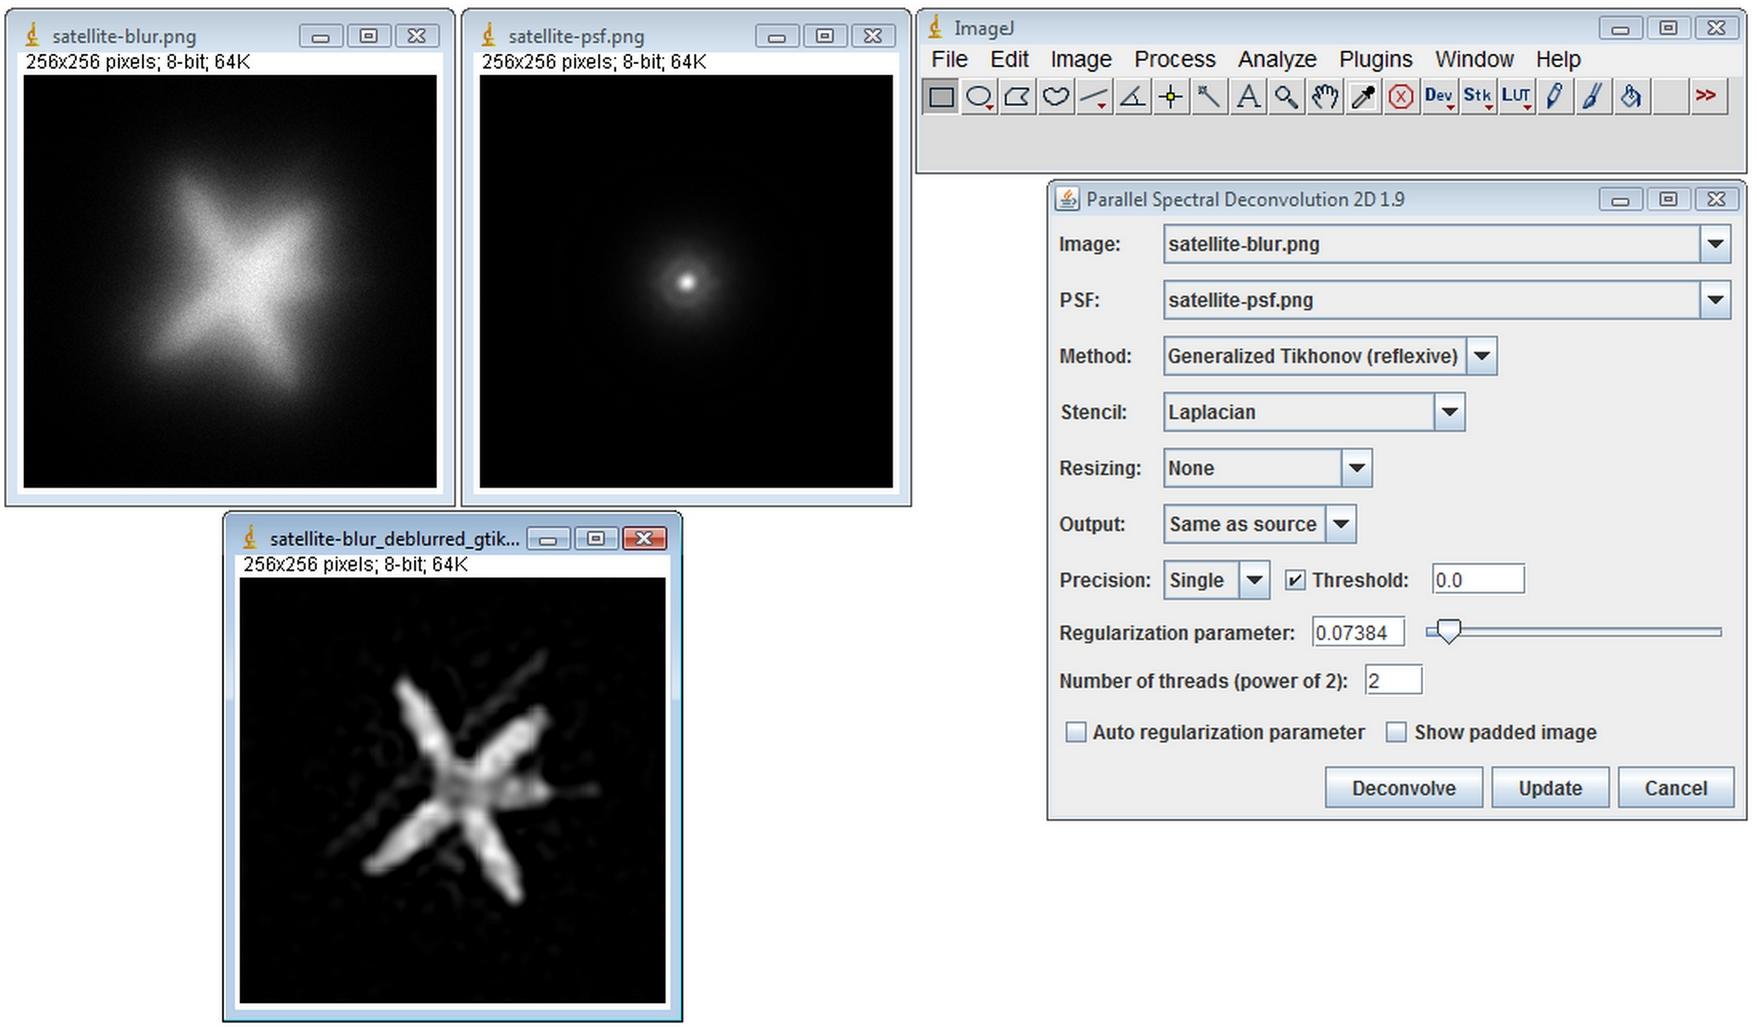 satellite-blur.png
256x256 pixels; 8-bit; 64K
satellite-psf.png
256x256 pixels; 8-bit; 64K
ImageJ
File Edit Image Process Analyze Plugins Window Help
A Dev Stk LUT >>
Parallel Spectral Deconvolution 2D 1.9
Image: satellite-blur.png
PSF: satellite-psf.png
Method: Generalized Tikhonov (reflexive)
Stencil: Laplacian
Resizing: None
Output: Same as source
Precision: Single Threshold: 0.0
Regularization parameter: 0.07384
Number of threads (power of 2): 2
Auto regularization parameter Show padded image
Deconvolve Update Cancel
satellite-blur_deblurred_gtik...
256x256 pixels; 8-bit; 64K